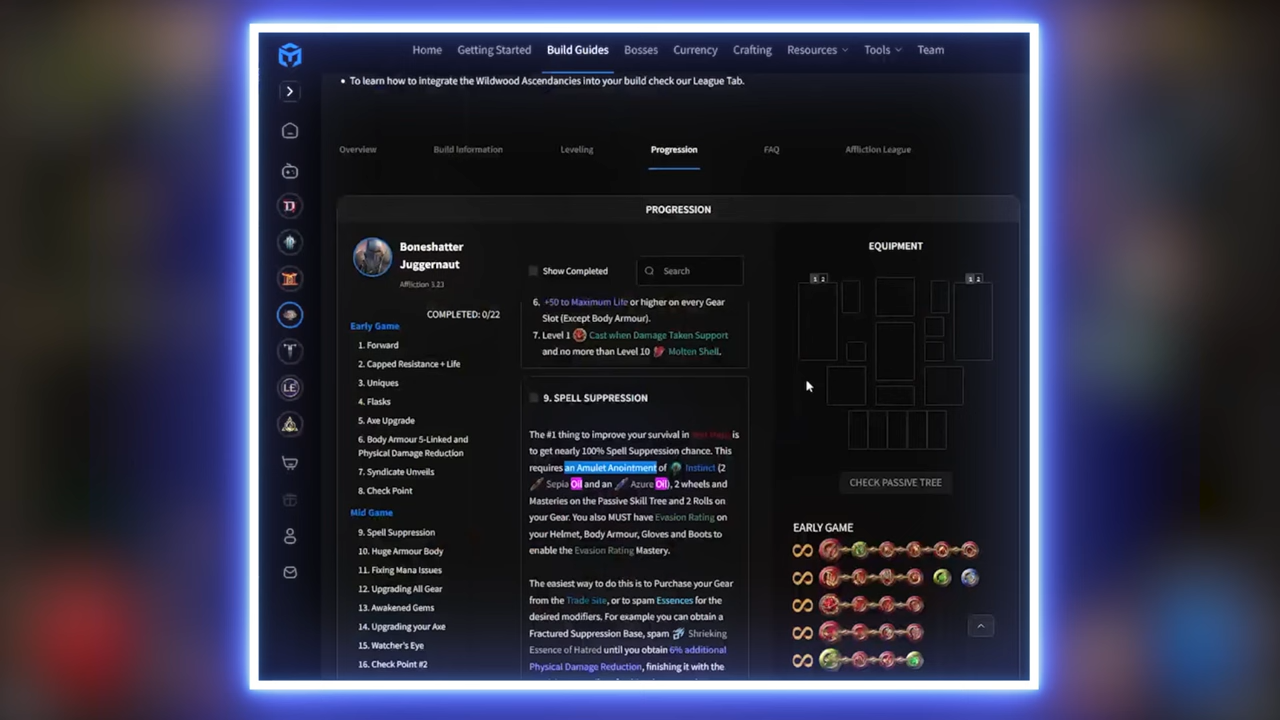 Home Getting Started Build Guides Bosses Currency Crafting Resources Tools Team
• To learn how to integrate the Wildwood Ascendancies into your build check our League Tab.
Overview Build Information Leveling Progression FAQ Affliction League
PROGRESSION
Boneshatter
Juggernaut
Affliction 3.23
COMPLETED: 0/22
Early Game
1. Forward
2. Capped Resistance + Life
3. Uniques
4. Flasks
5. Axe Upgrade
6. Body Armour 5-Linked and
Physical Damage Reduction
7. Syndicate Unveils
8. Check Point
Mid Game
9. Spell Suppression
10. Huge Armour Body
11. Fixing Mana Issues
12. Upgrading All Gear
13. Awakened Gems
14. Upgrading your Axe
15. Watcher's Eye
16. Check Point #2
Show Completed
Search
6. +50 to Maximum Life or higher on every Gear
Slot (Except Body Armour).
7. Level 1 Cast when Damage Taken Support
and no more than Level 10 Molten Shell.
9. SPELL SUPPRESSION
The #1 thing to improve your survival in Red Maps, is
to get nearly 100% Spell Suppression chance. This
requires an Amulet Anointment of Instinct (2
Sepia Oil and an Azure Oil), 2 wheels and
Masteries on the Passive Skill Tree and 2 Rolls on
your Gear. You also MUST have Evasion Rating on
your Helmet, Body Armour, Gloves and Boots to
enable the Evasion Rating Mastery.
The easiest way to do this is to Purchase your Gear
from the Trade Site, or to spam Essences for the
desired modifiers. For example you can obtain a
Fractured Suppression Base, spam Shrieking
Essence of Hatred until you obtain 6% additional
Physical Damage Reduction, finishing it with the
EQUIPMENT
1 2
1 2
CHECK PASSIVE TREE
EARLY GAME